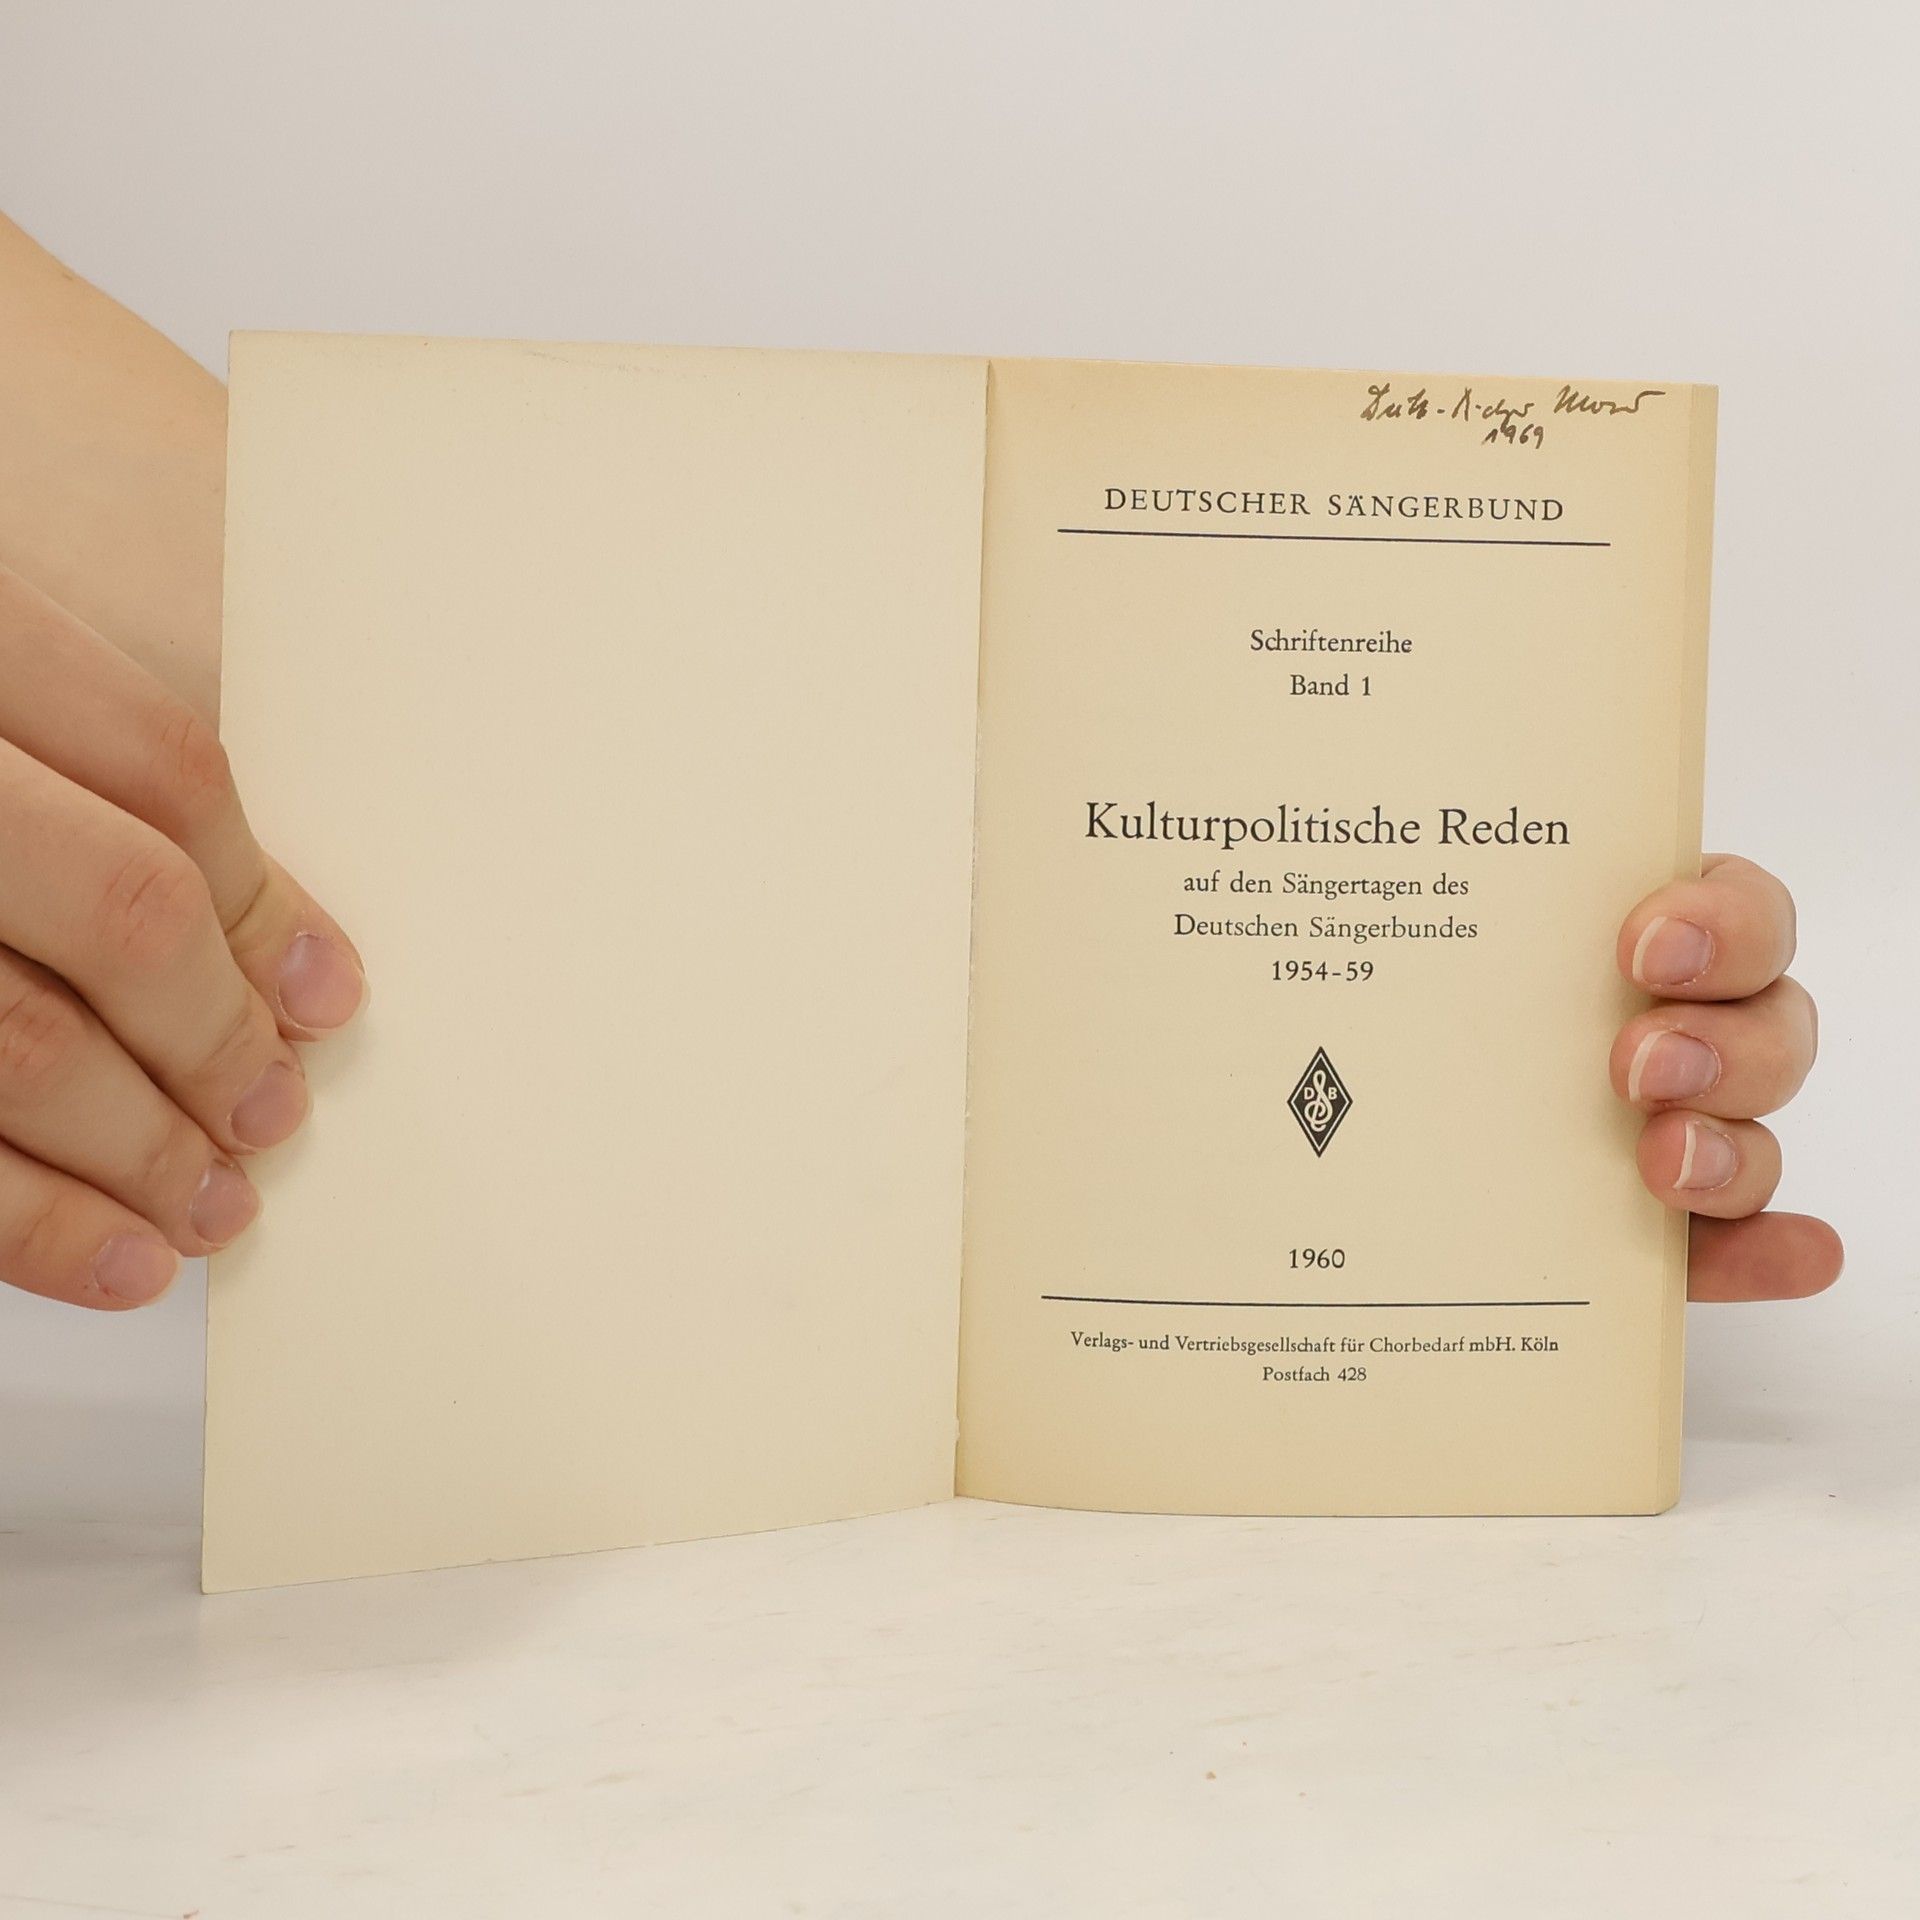 1969
DEUTSCHER SÄNGERBUND
Schriftenreihe
Band 1
Kulturpolitische Reden
auf den Sängertagen des
Deutschen Sängerbundes
1954-59
DSB
1960
Verlags- und Vertriebsgesellschaft für Chorbedarf mbH. Köln
Postfach 428